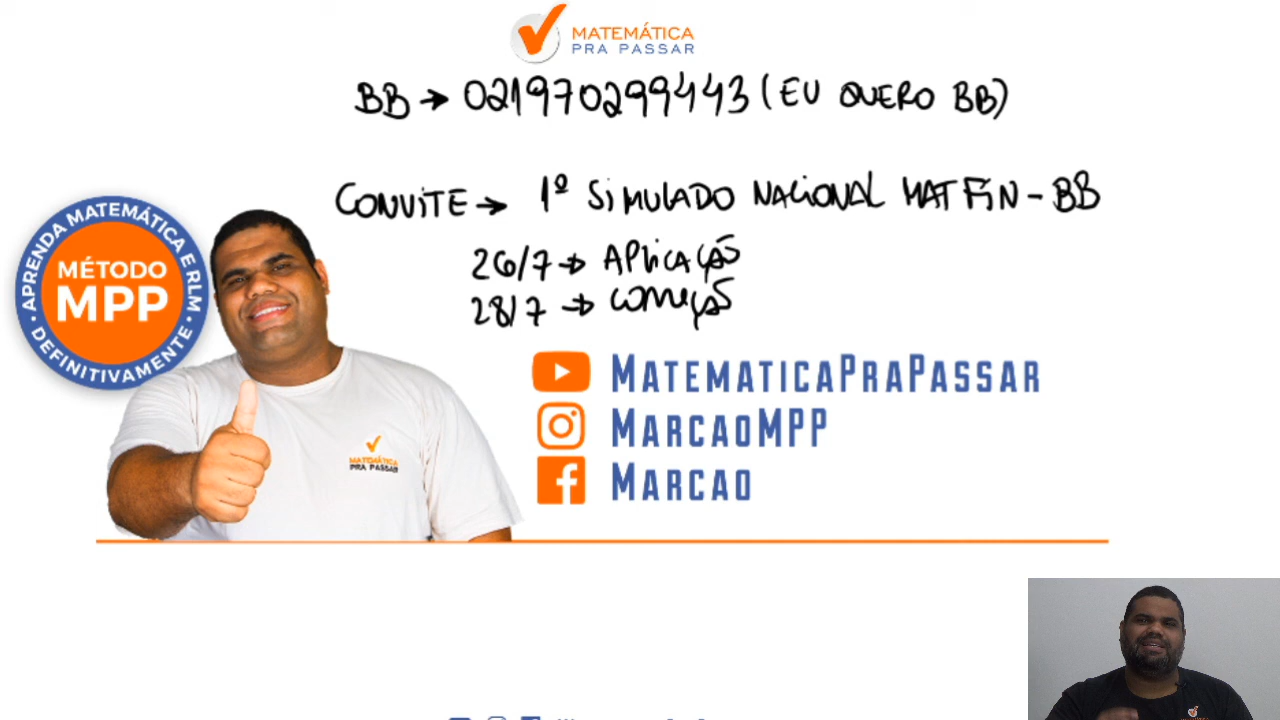 MATEMÁTICA
PRA PASSAR
BB → 021970299443 (EU QUERO BB)
CONVITE → 1º SIMULADO NACIONAL MAT FIN - BB
26/7 → APLICAÇÃO
28/7 → CORREÇÃO
APRENDA MATEMÁTICA E RLM
MÉTODO
MPP
DEFINITIVAMENTE
MATEMATICAPRAPASSAR
MARCAOMPP
MARCAO
MATEMÁTICA
PRA PASSAR